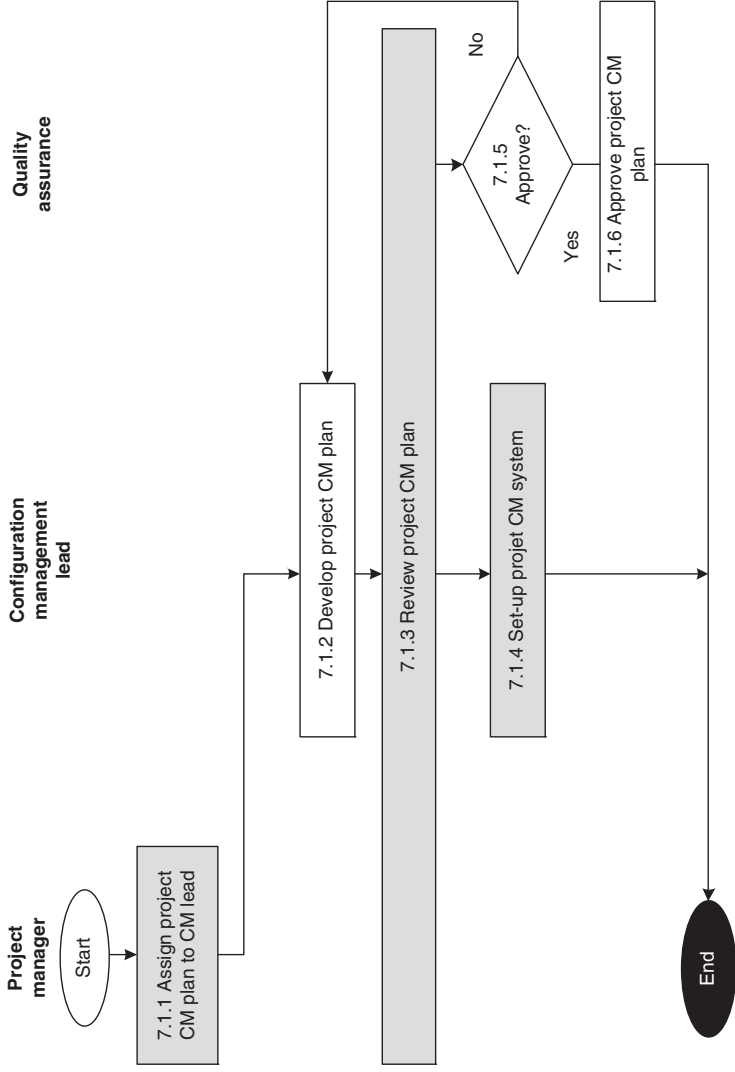 Project
manager
Configuration
management
lead
Quality
assurance
Start
7.1.1 Assign project
CM plan to CM lead
7.1.2 Develop project CM plan
7.1.3 Review project CM plan
7.1.4 Set-up projet CM system
7.1.5
Approve?
No
Yes
7.1.6 Approve project CM
plan
End